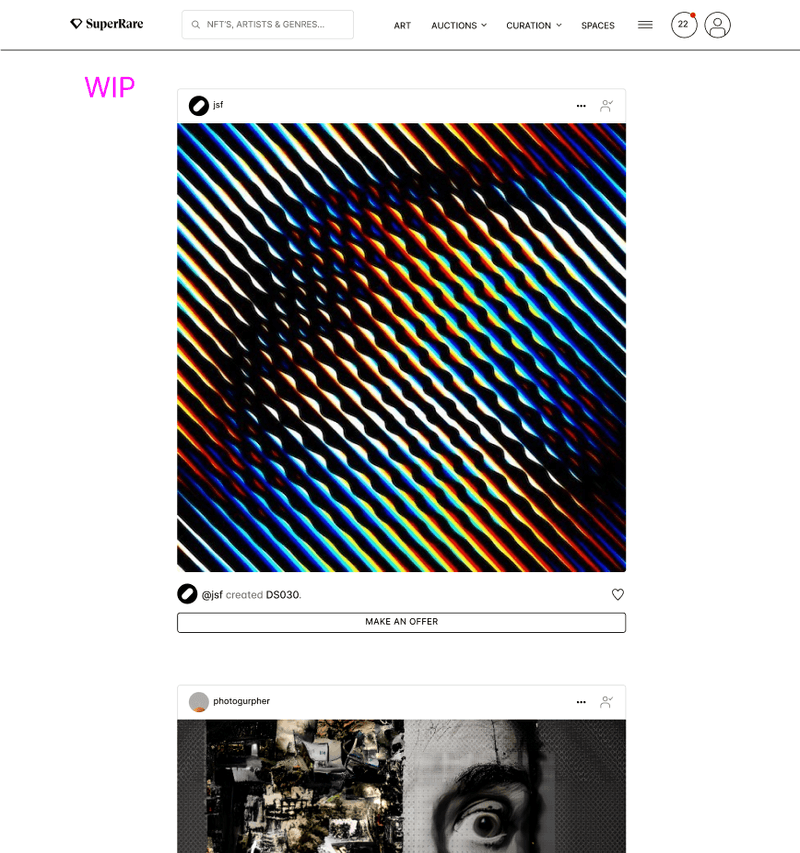 SuperRare
NFT'S, ARTISTS & GENRES...
ART
AUCTIONS
CURATION
SPACES
22
WIP
jsf
@jsf created DS030.
MAKE AN OFFER
photogurpher